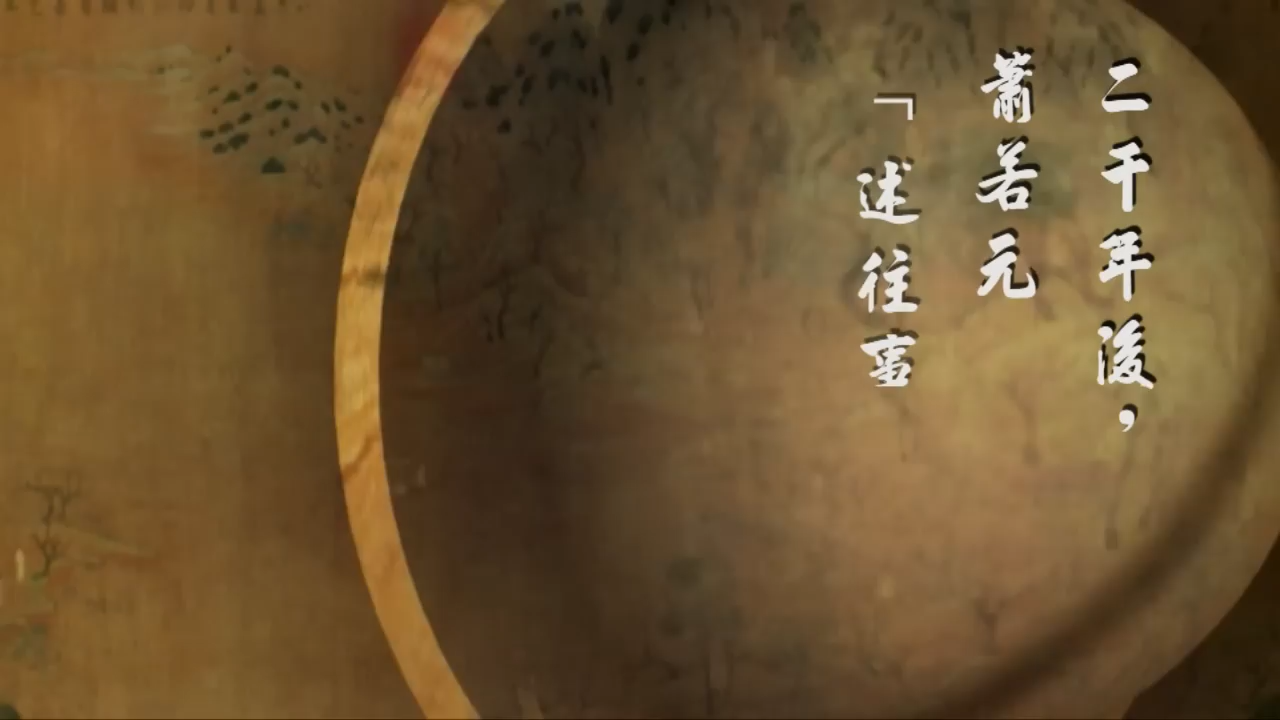 二千年後，
蕭若元
「述往事